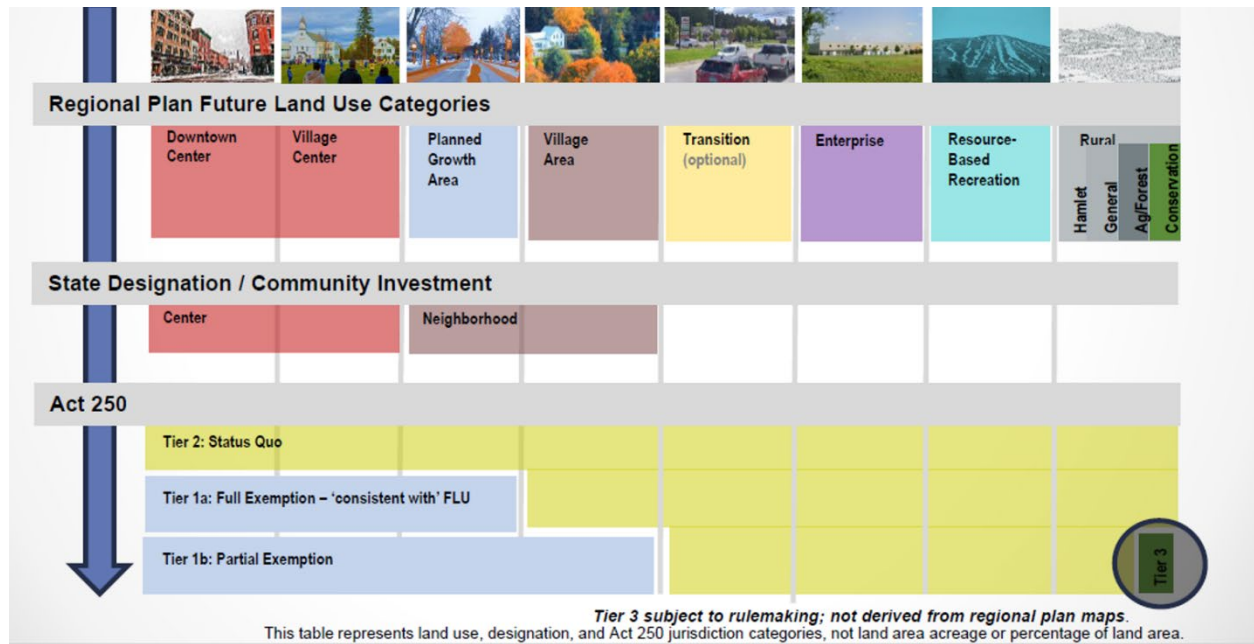 Regional Plan Future Land Use Categories
Downtown
Center
Village
Center
Planned
Growth
Area
Village
Area
Transition
(optional)
Enterprise
Resource-
Based
Recreation
Rural
Hamlet
General
Ag/Forest
Conservation
State Designation / Community Investment
Center
Neighborhood
Act 250
Tier 2: Status Quo
Tier 1a: Full Exemption – ‘consistent with’ FLU
Tier 1b: Partial Exemption
Tier 3
Tier 3 subject to rulemaking; not derived from regional plan maps.
This table represents land use, designation, and Act 250 jurisdiction categories, not land area acreage or percentage of land area.